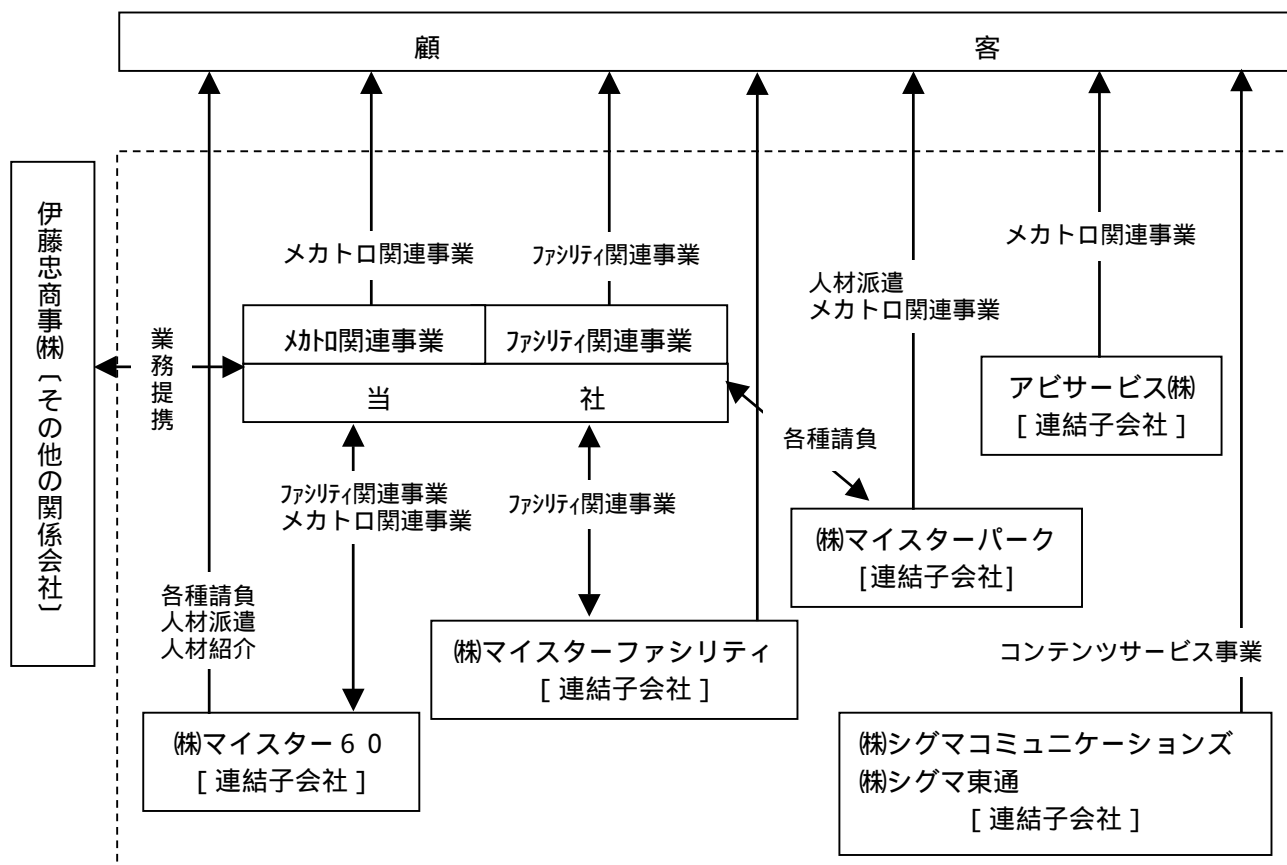 顧　客
伊藤忠商事㈱〔その他の関係会社〕
業務提携
メカトロ関連事業
ファシリティ関連事業
ﾒｶﾄﾛ関連事業
ﾌｧｼﾘﾃｨ関連事業
当　社
人材派遣
メカトロ関連事業
メカトロ関連事業
アビサービス㈱
[ 連結子会社 ]
各種請負
ファシリティ関連事業
メカトロ関連事業
ファシリティ関連事業
㈱マイスターパーク
[連結子会社]
各種請負
人材派遣
人材紹介
㈱マイスターファシリティ
[ 連結子会社 ]
コンテンツサービス事業
㈱マイスター６０
[ 連結子会社 ]
㈱シグマコミュニケーションズ
㈱シグマ東通
[ 連結子会社 ]